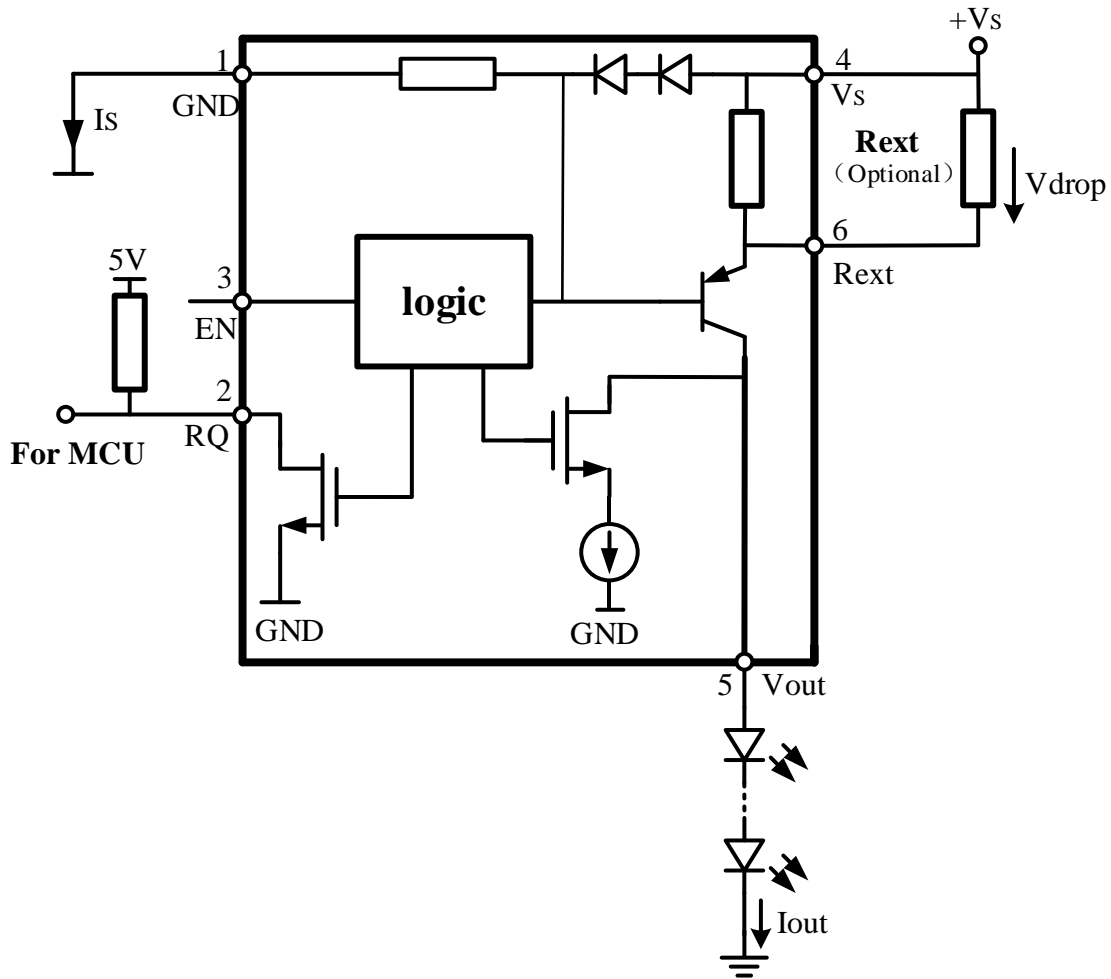 +Vs
1
4
GND
Vs
Is
Rext
（Optional）
Vdrop
6
Rext
5V
3
EN
logic
2
RQ
For MCU
GND
GND
5
Vout
Iout